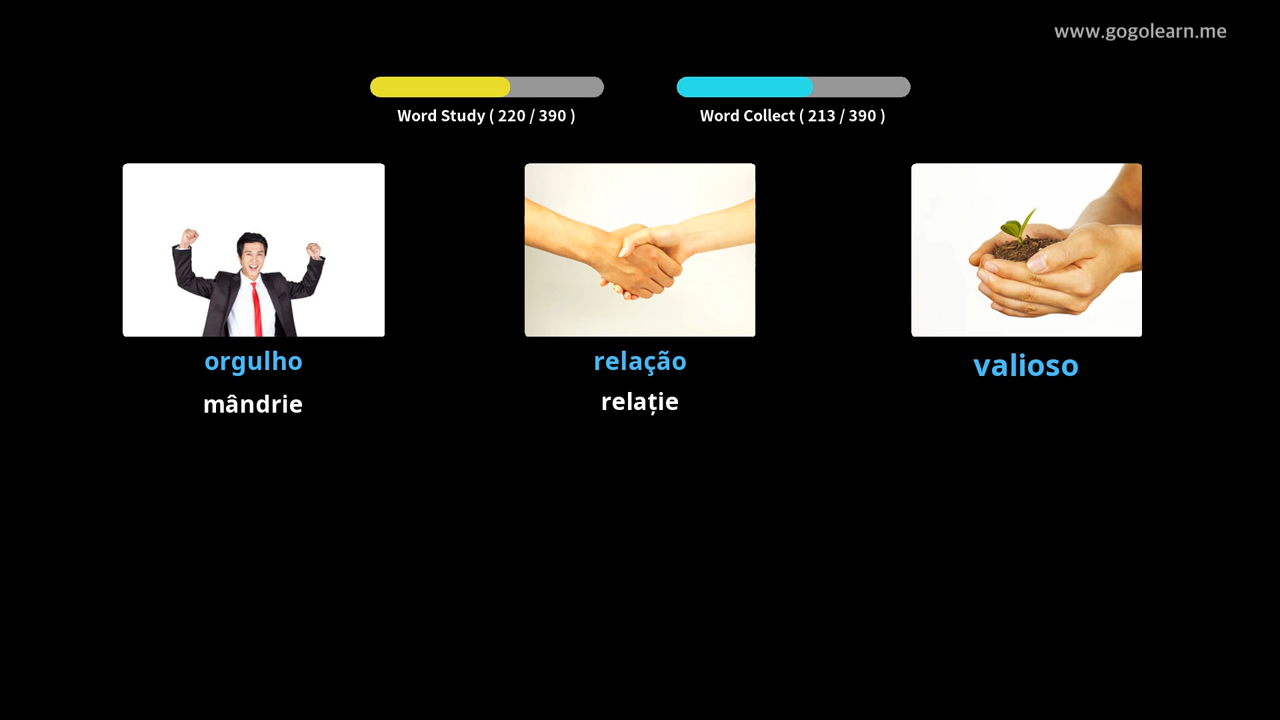 www.gogolearn.me
Word Study ( 220 / 390 )
Word Collect ( 213 / 390 )
orgulho
relação
valioso
mândrie
relație